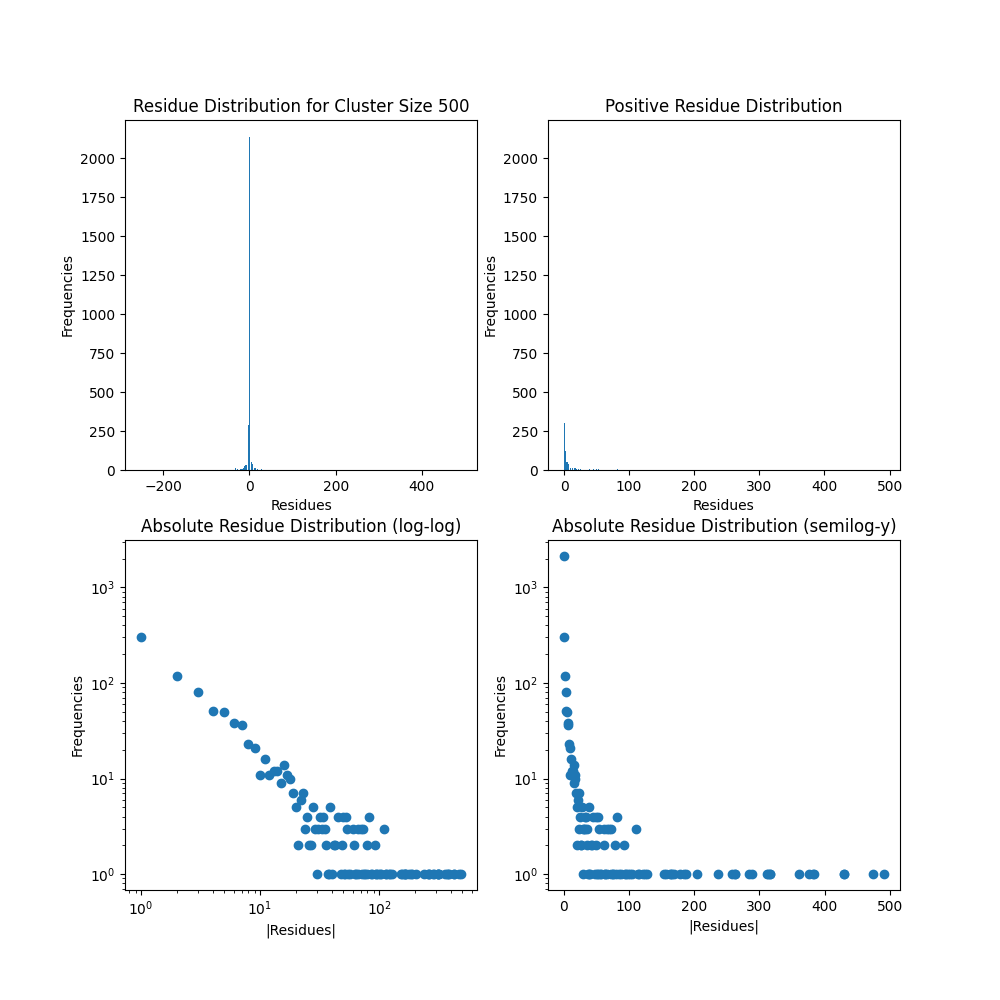 Residue Distribution for Cluster Size 500
Frequencies
2000
1750
1500
1250
1000
750
500
250
0
−200 0 200 400
Residues
Positive Residue Distribution
Frequencies
2000
1750
1500
1250
1000
750
500
250
0
0 100 200 300 400 500
Residues
Absolute Residue Distribution (log-log)
Frequencies
10³
10²
10¹
10⁰
10⁰ 10¹ 10²
|Residues|
Absolute Residue Distribution (semilog-y)
Frequencies
10³
10²
10¹
10⁰
0 100 200 300 400 500
|Residues|